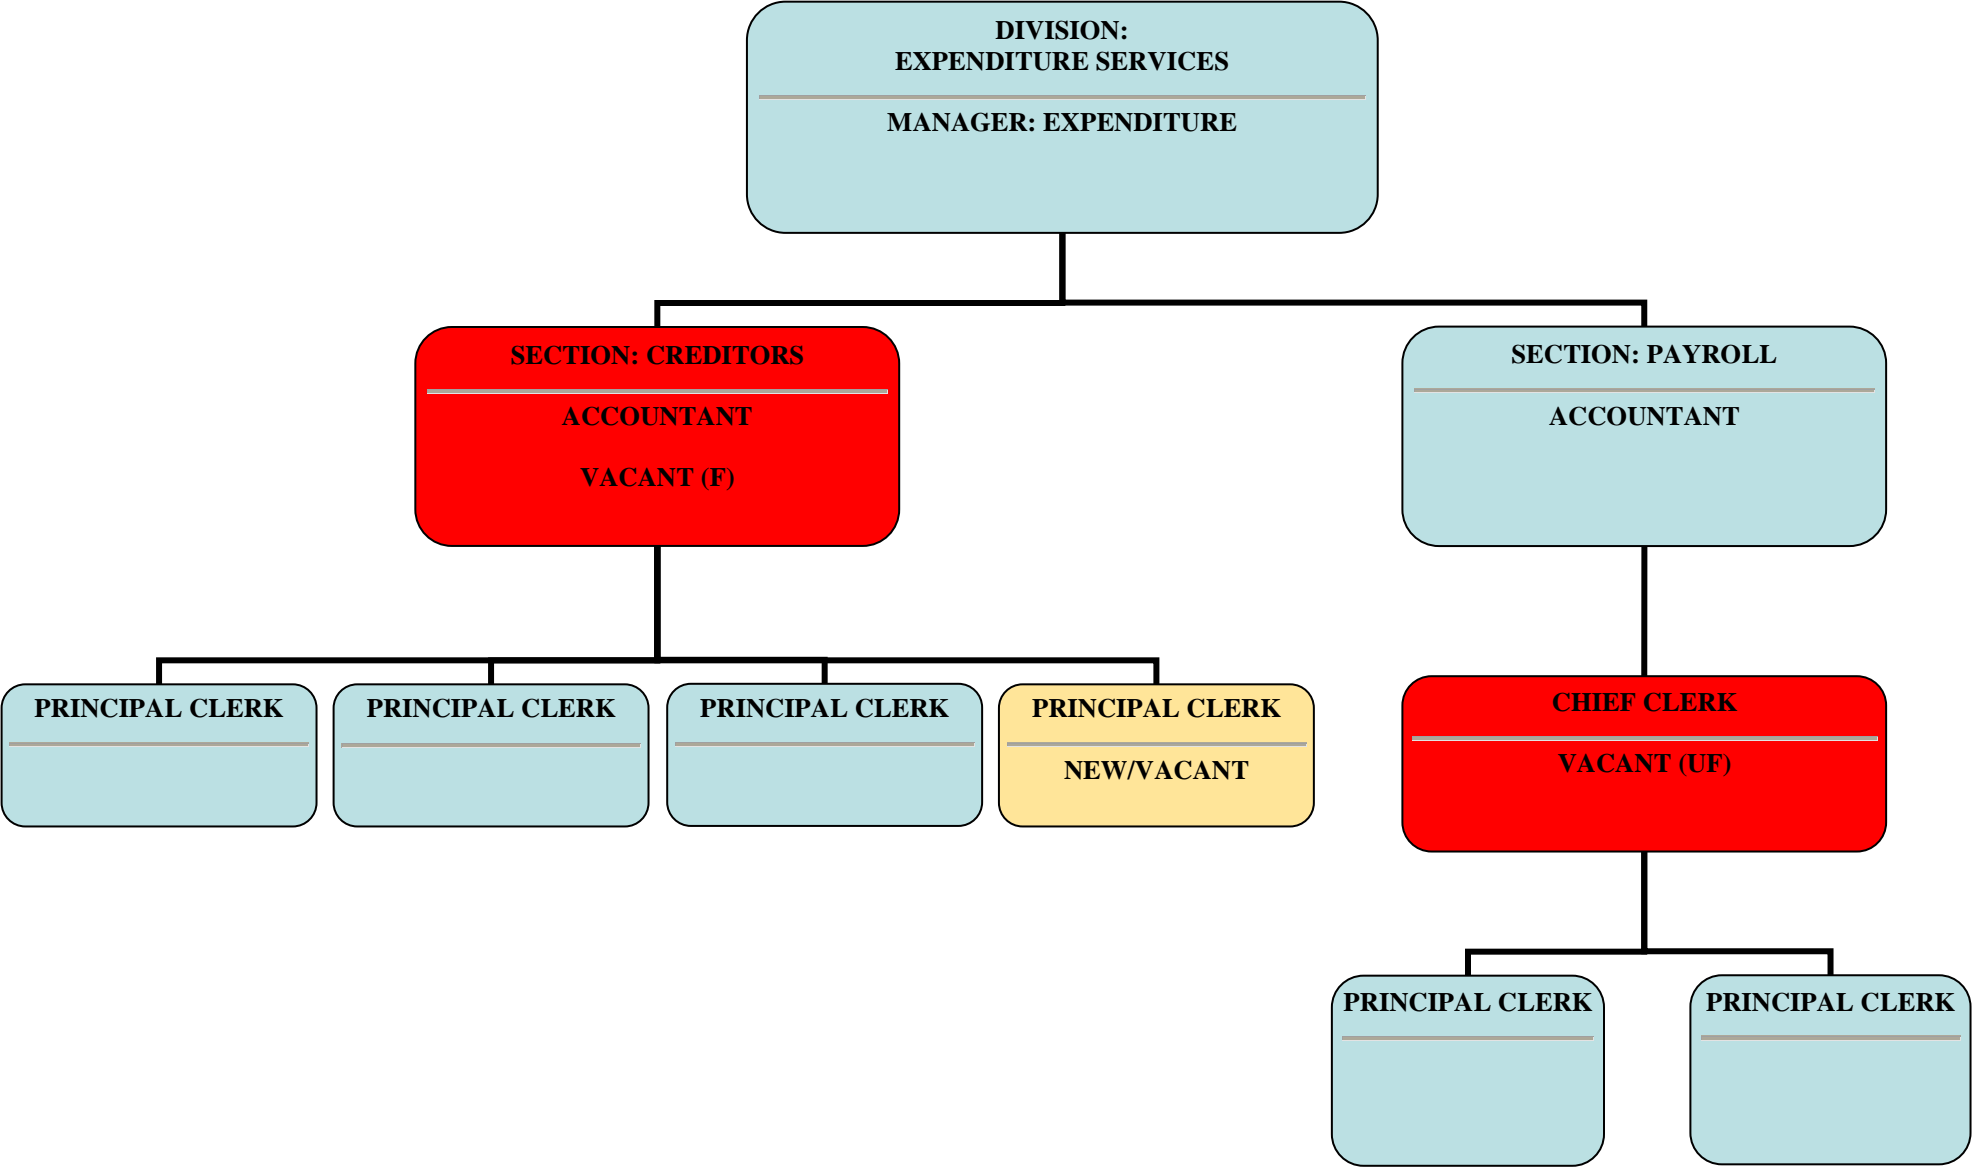 DIVISION:
EXPENDITURE SERVICES
MANAGER: EXPENDITURE
SECTION: CREDITORS
ACCOUNTANT
VACANT (F)
SECTION: PAYROLL
ACCOUNTANT
PRINCIPAL CLERK
PRINCIPAL CLERK
PRINCIPAL CLERK
PRINCIPAL CLERK
NEW/VACANT
CHIEF CLERK
VACANT (UF)
PRINCIPAL CLERK
PRINCIPAL CLERK